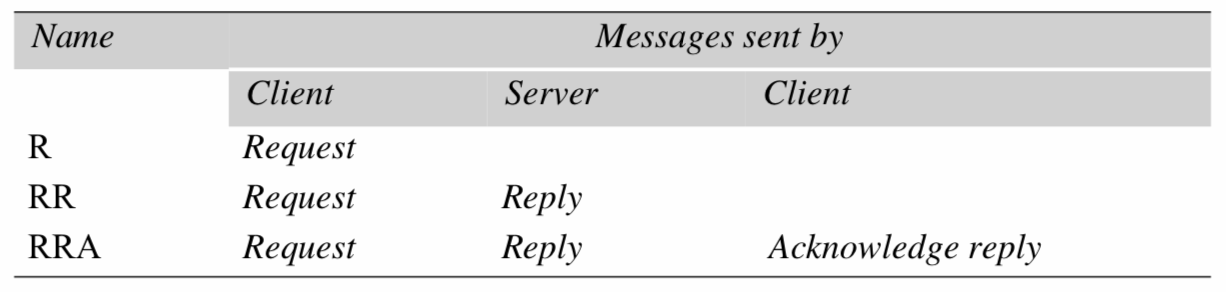 Name Messages sent by
Client Server Client
R Request
RR Request Reply
RRA Request Reply Acknowledge reply